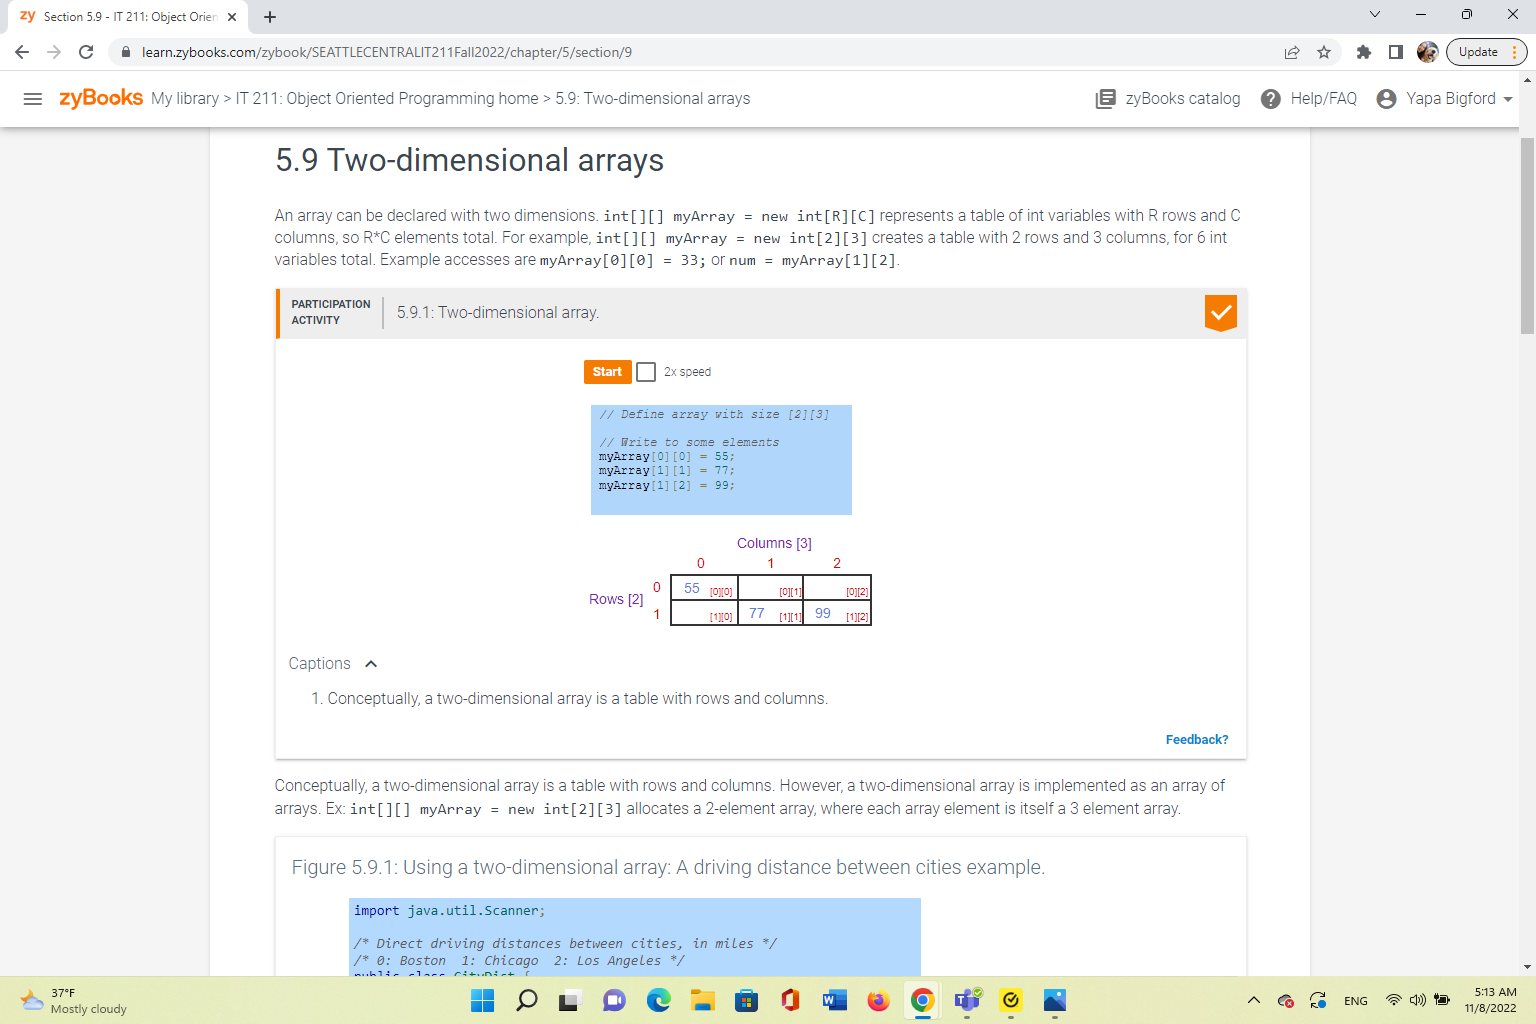 zy Section 5.9 - IT 211: Object Orien
learn.zybooks.com/zybook/SEATTLECENTRALIT211Fall2022/chapter/5/section/9
Update
zyBooks My library > IT 211: Object Oriented Programming home > 5.9: Two-dimensional arrays
zyBooks catalog
Help/FAQ
Yapa Bigford
5.9 Two-dimensional arrays
An array can be declared with two dimensions. int[][] myArray = new int[R][C] represents a table of int variables with R rows and C
columns, so R*C elements total. For example, int[][] myArray = new int[2][3] creates a table with 2 rows and 3 columns, for 6 int
variables total. Example accesses are myArray[0][0] = 33; or num = myArray[1][2].
PARTICIPATION
ACTIVITY
5.9.1: Two-dimensional array.
Start 2x speed
// Define array with size [2][3]
// Write to some elements
myArray[0][0] = 55;
myArray[1][1] = 77;
myArray[1][2] = 99;
Columns [3]
0 1 2
Rows [2]
0 55 [0][0] [0][1] [0][2]
1 [1][0] 77 [1][1] 99 [1][2]
Captions
1. Conceptually, a two-dimensional array is a table with rows and columns.
Feedback?
Conceptually, a two-dimensional array is a table with rows and columns. However, a two-dimensional array is implemented as an array of
arrays. Ex: int[][] myArray = new int[2][3] allocates a 2-element array, where each array element is itself a 3 element array.
Figure 5.9.1: Using a two-dimensional array: A driving distance between cities example.
import java.util.Scanner;
/* Direct driving distances between cities, in miles */
/* 0: Boston 1: Chicago 2: Los Angeles */
public class CityDist {
37°F
Mostly cloudy
ENG
5:13 AM
11/8/2022